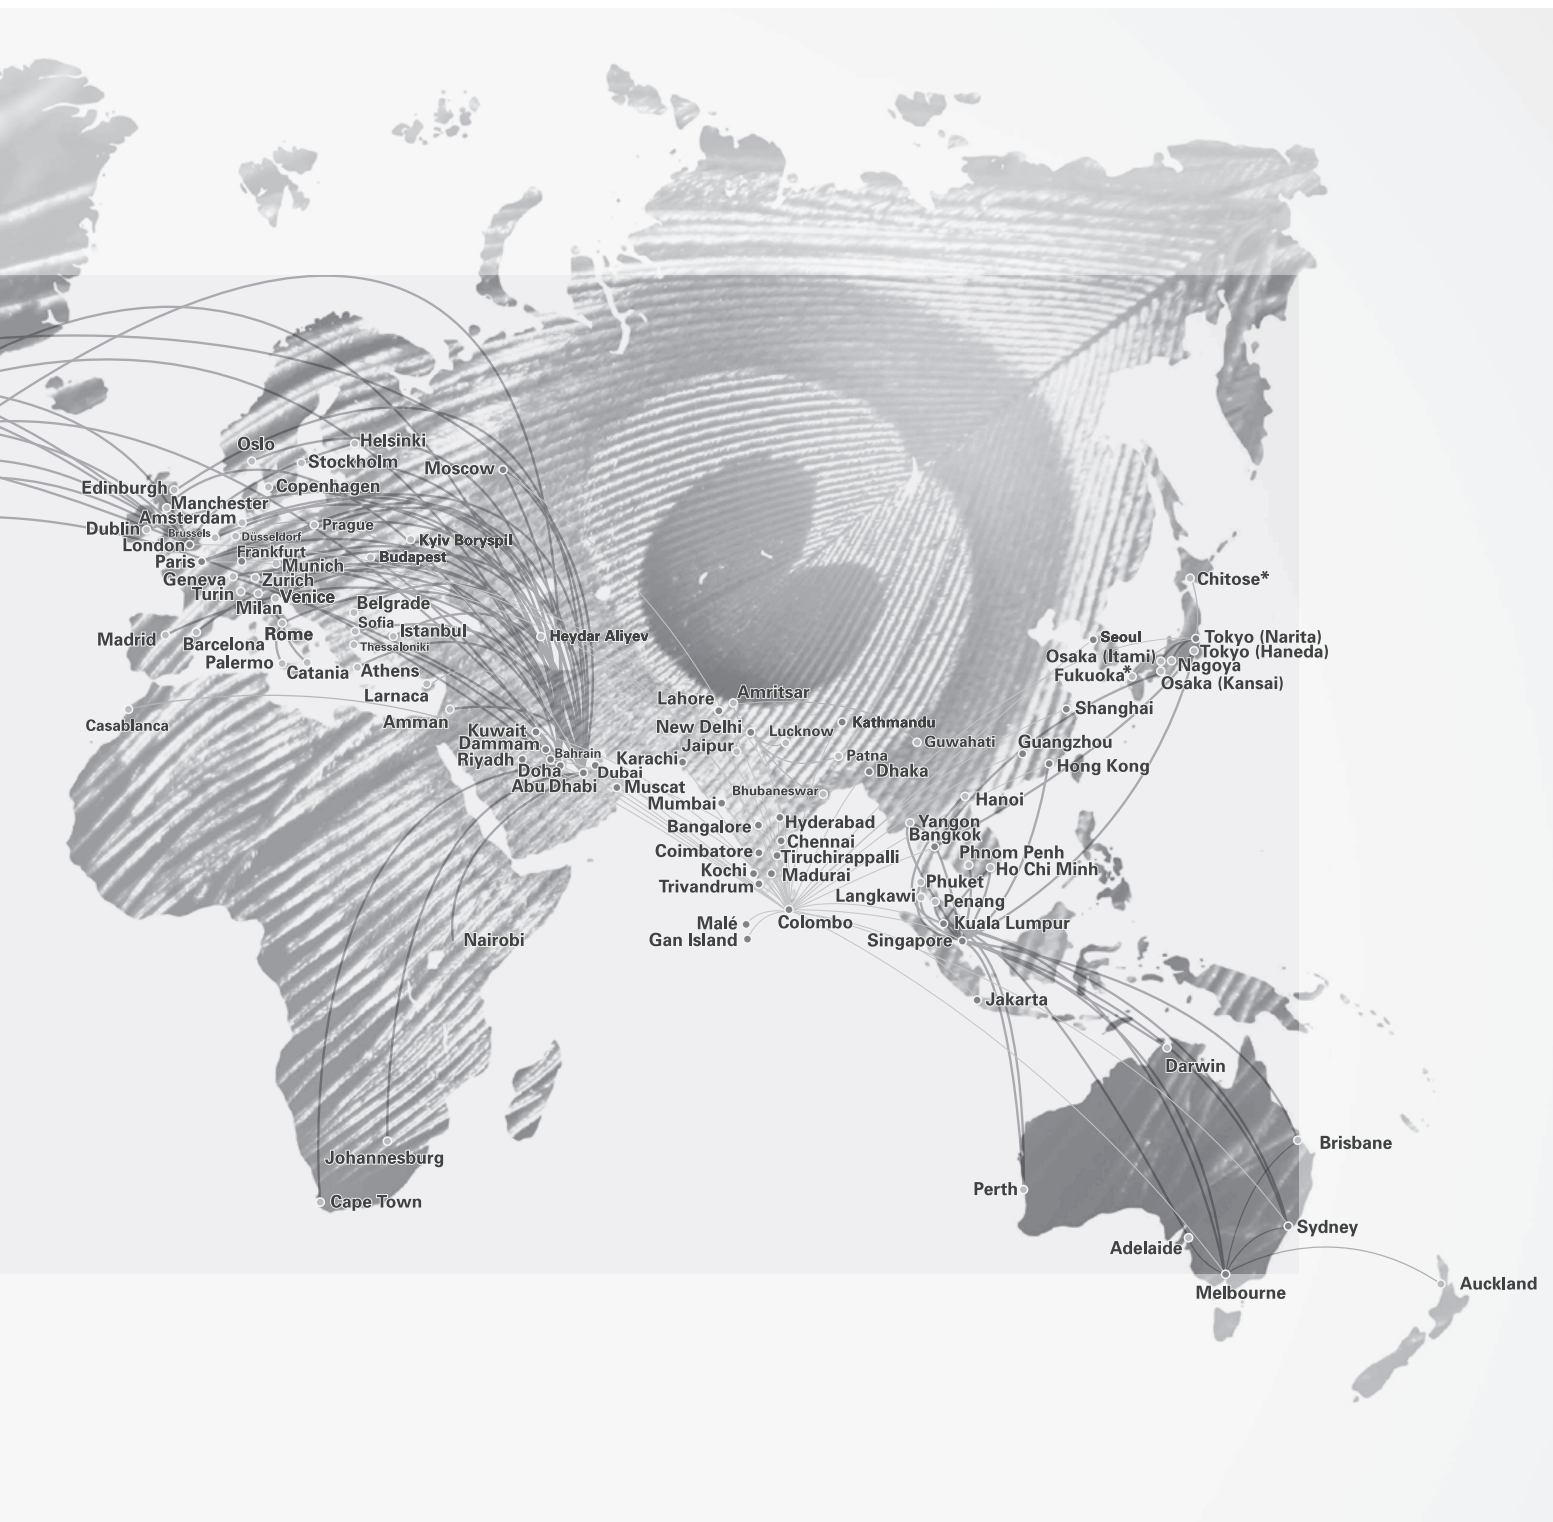 Oslo
Helsinki
Stockholm
Moscow
Edinburgh
Copenhagen
Manchester
Amsterdam
Dublin
Brussels
Düsseldorf
Prague
Kyiv Boryspil
London
Frankfurt
Budapest
Paris
Munich
Geneva
Zurich
Turin
Venice
Milan
Belgrade
Sofia
Istanbul
Rome
Madrid
Barcelona
Thessaloniki
Heydar Aliyev
Palermo
Catania
Athens
Larnaca
Casablanca
Amman
Chitose*
Seoul
Tokyo (Narita)
Tokyo (Haneda)
Osaka (Itami)
Nagoya
Fukuoka*
Osaka (Kansai)
Lahore
Amritsar
Shanghai
New Delhi
Lucknow
Kathmandu
Kuwait
Dammam
Jaipur
Guwahati
Guangzhou
Riyadh
Bahrain
Karachi
Patna
Hong Kong
Doha
Dubai
Dhaka
Abu Dhabi
Muscat
Bhubaneswar
Mumbai
Hanoi
Bangalore
Hyderabad
Yangon
Bangkok
Chennai
Coimbatore
Tiruchirappalli
Phnom Penh
Kochi
Madurai
Ho Chi Minh
Trivandrum
Phuket
Langkawi
Penang
Malé
Colombo
Kuala Lumpur
Gan Island
Singapore
Nairobi
Jakarta
Darwin
Brisbane
Johannesburg
Perth
Cape Town
Sydney
Adelaide
Auckland
Melbourne